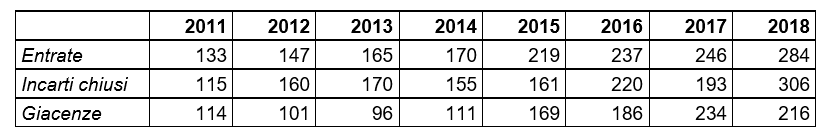 2011 2012 2013 2014 2015 2016 2017 2018
Entrate 133 147 165 170 219 237 246 284
Incarti chiusi 115 160 170 155 161 220 193 306
Giacenze 114 101 96 111 169 186 234 216